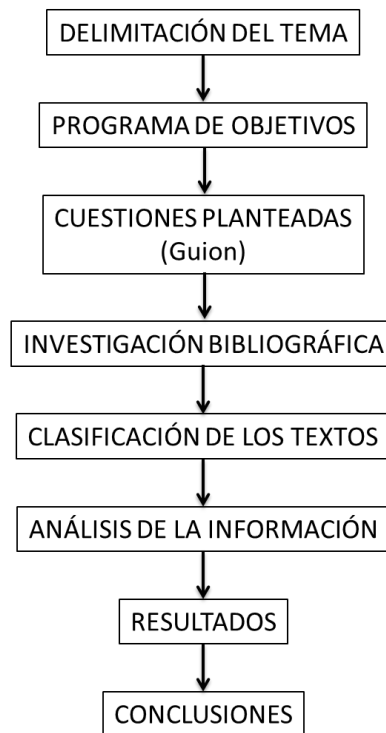 DELIMITACIÓN DEL TEMA
PROGRAMA DE OBJETIVOS
CUESTIONES PLANTEADAS
(Guion)
INVESTIGACIÓN BIBLIOGRÁFICA
CLASIFICACIÓN DE LOS TEXTOS
ANÁLISIS DE LA INFORMACIÓN
RESULTADOS
CONCLUSIONES